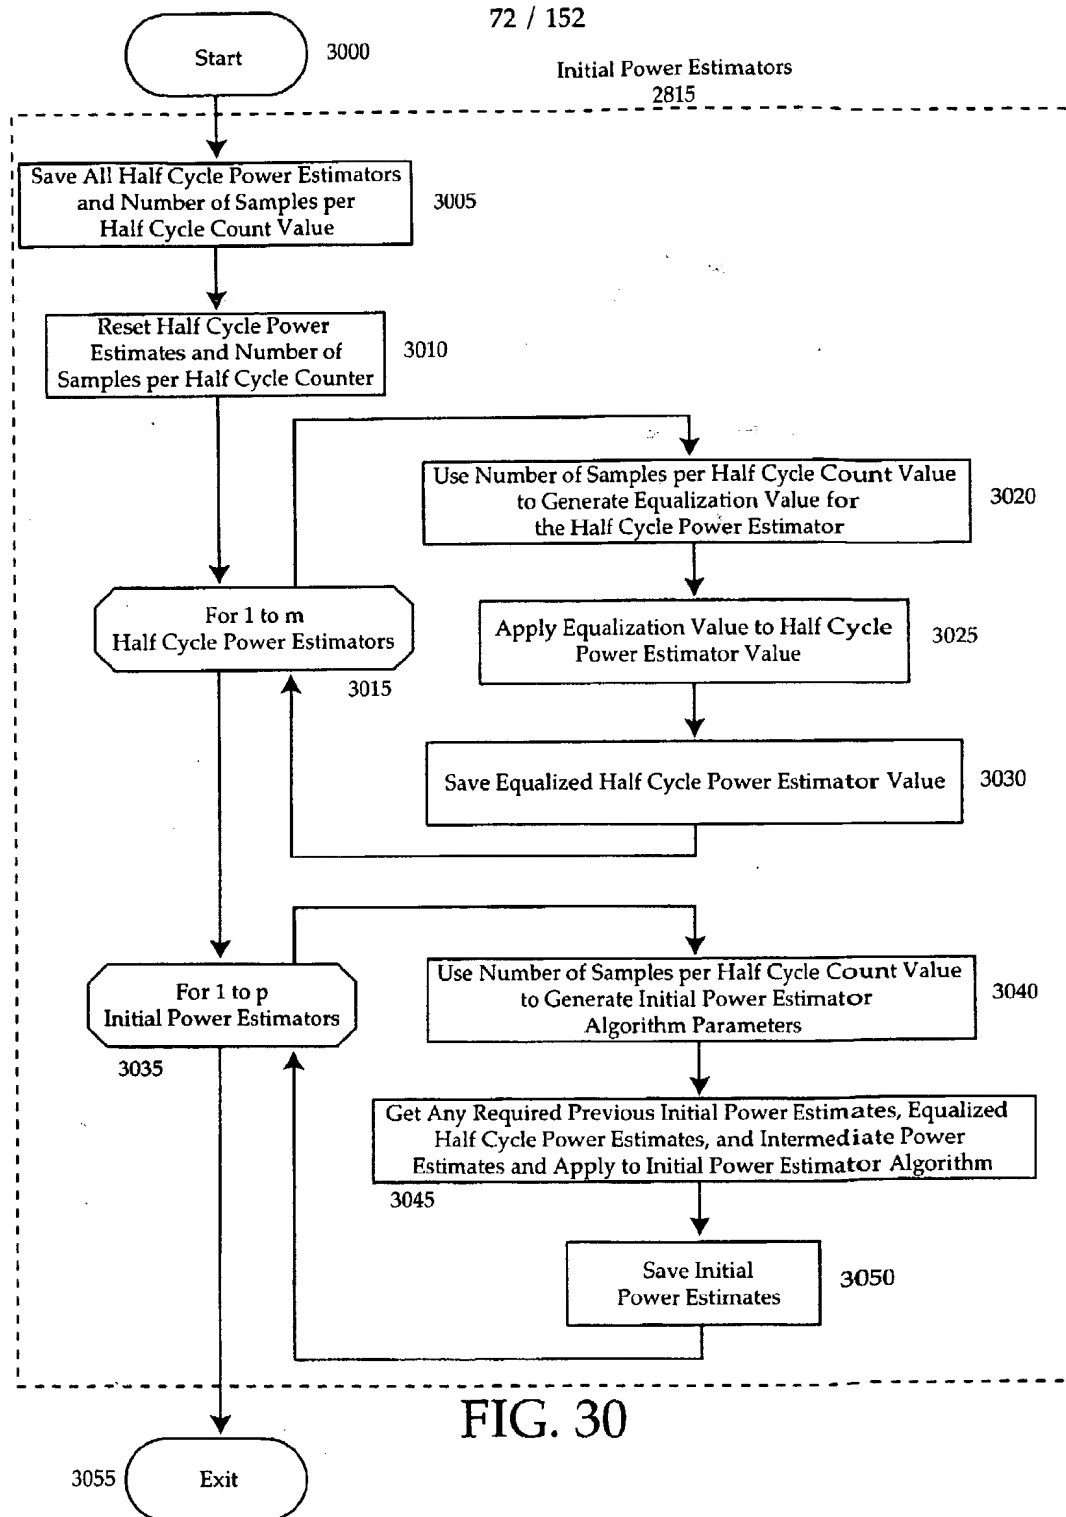 72 / 152
Start
3000
Initial Power Estimators
2815
Save All Half Cycle Power Estimators
and Number of Samples per
Half Cycle Count Value
3005
Reset Half Cycle Power
Estimates and Number of
Samples per Half Cycle Counter
3010
Use Number of Samples per Half Cycle Count Value
to Generate Equalization Value for
the Half Cycle Power Estimator
3020
For 1 to m
Half Cycle Power Estimators
3015
Apply Equalization Value to Half Cycle
Power Estimator Value
3025
Save Equalized Half Cycle Power Estimator Value
3030
For 1 to p
Initial Power Estimators
3035
Use Number of Samples per Half Cycle Count Value
to Generate Initial Power Estimator
Algorithm Parameters
3040
Get Any Required Previous Initial Power Estimates, Equalized
Half Cycle Power Estimates, and Intermediate Power
Estimates and Apply to Initial Power Estimator Algorithm
3045
Save Initial
Power Estimates
3050
FIG. 30
3055
Exit